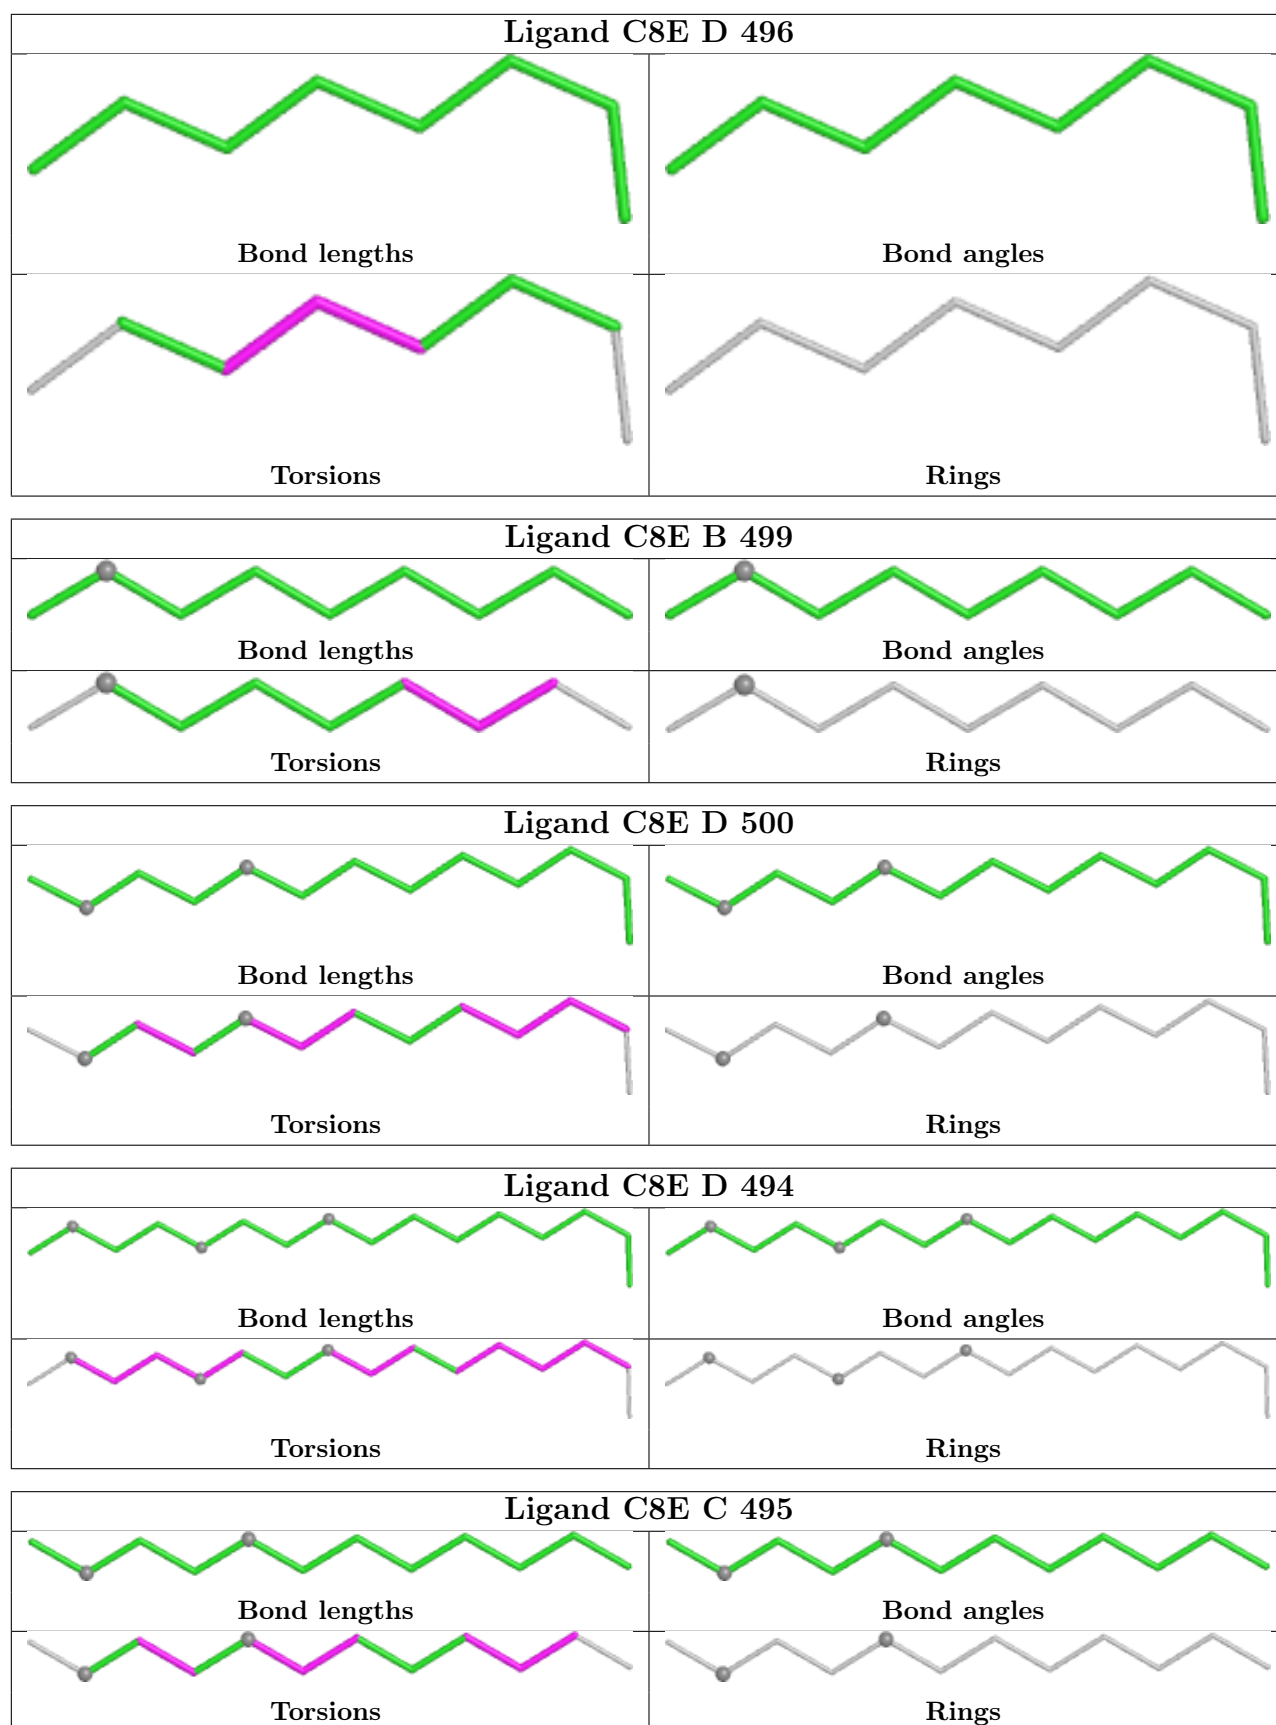 Ligand C8E D 496
Bond lengths Bond angles
Torsions Rings
Ligand C8E B 499
Bond lengths Bond angles
Torsions Rings
Ligand C8E D 500
Bond lengths Bond angles
Torsions Rings
Ligand C8E D 494
Bond lengths Bond angles
Torsions Rings
Ligand C8E C 495
Bond lengths Bond angles
Torsions Rings